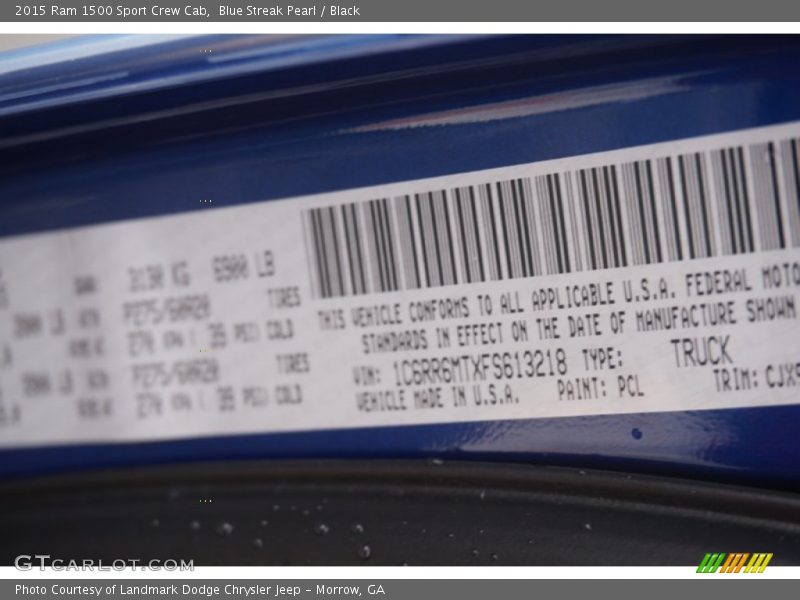 2015 Ram 1500 Sport Crew Cab,  Blue Streak Pearl / Black
3130 KG 6900 LB
P275/60R20 TIRES
THIS VEHICLE CONFORMS TO ALL APPLICABLE U.S.A. FEDERAL MOTO
STANDARDS IN EFFECT ON THE DATE OF MANUFACTURE SHOWN
COLD
TIRES
P275/60R20
VIN: 1C6RR6MTXFS613218 TYPE: TRUCK
COLD
VEHICLE MADE IN U.S.A. PAINT: PCL TRIM: CJX9
GTCARLOT.COM
Photo Courtesy of Landmark Dodge Chrysler Jeep – Morrow, GA